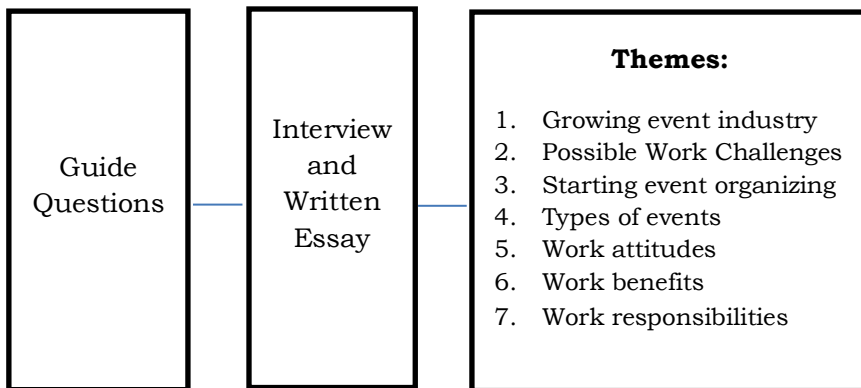 Guide
Questions
Interview
and
Written
Essay
Themes:
1. Growing event industry
2. Possible Work Challenges
3. Starting event organizing
4. Types of events
5. Work attitudes
6. Work benefits
7. Work responsibilities